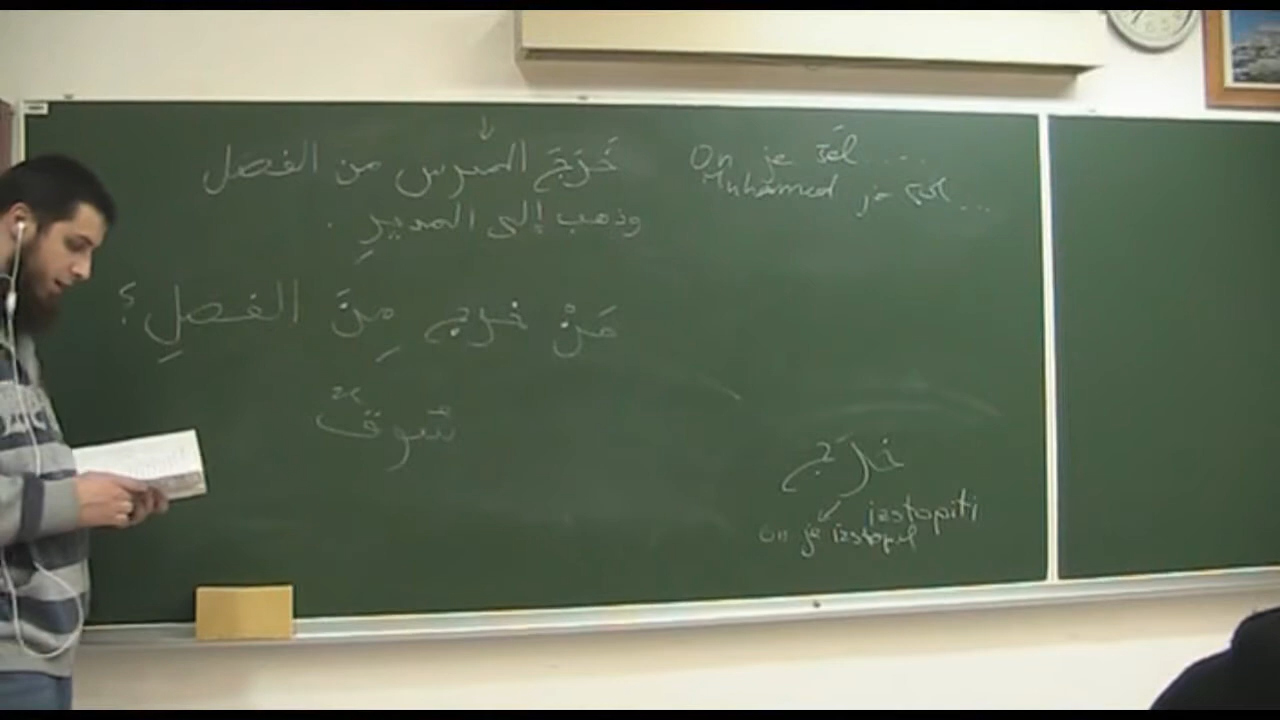 خَرَجَ المدرس من الفصل
وذهب إلى المديرِ .
مَنْ خرج مِنَ الفصلِ؟
سُوقٌ
On je šel ....
Muhamed je šel ...
خرَج
izstopiti
on je izstopil